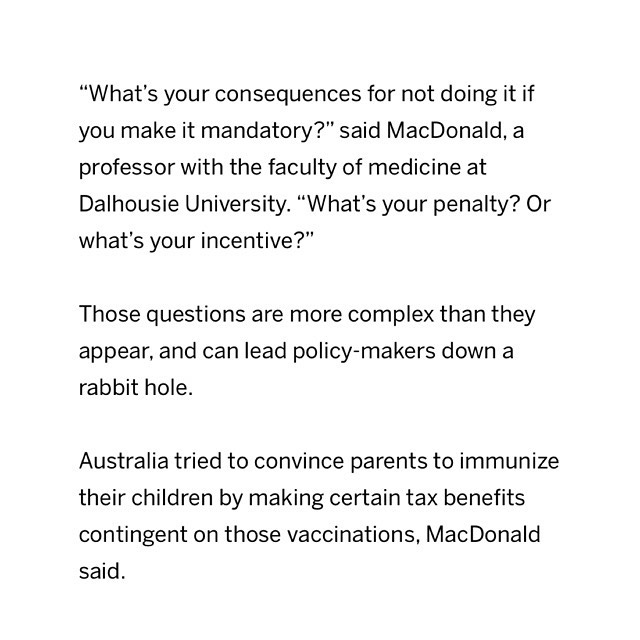 “What’s your consequences for not doing it if
you make it mandatory?” said MacDonald, a
professor with the faculty of medicine at
Dalhousie University. “What’s your penalty? Or
what’s your incentive?”
Those questions are more complex than they
appear, and can lead policy-makers down a
rabbit hole.
Australia tried to convince parents to immunize
their children by making certain tax benefits
contingent on those vaccinations, MacDonald
said.